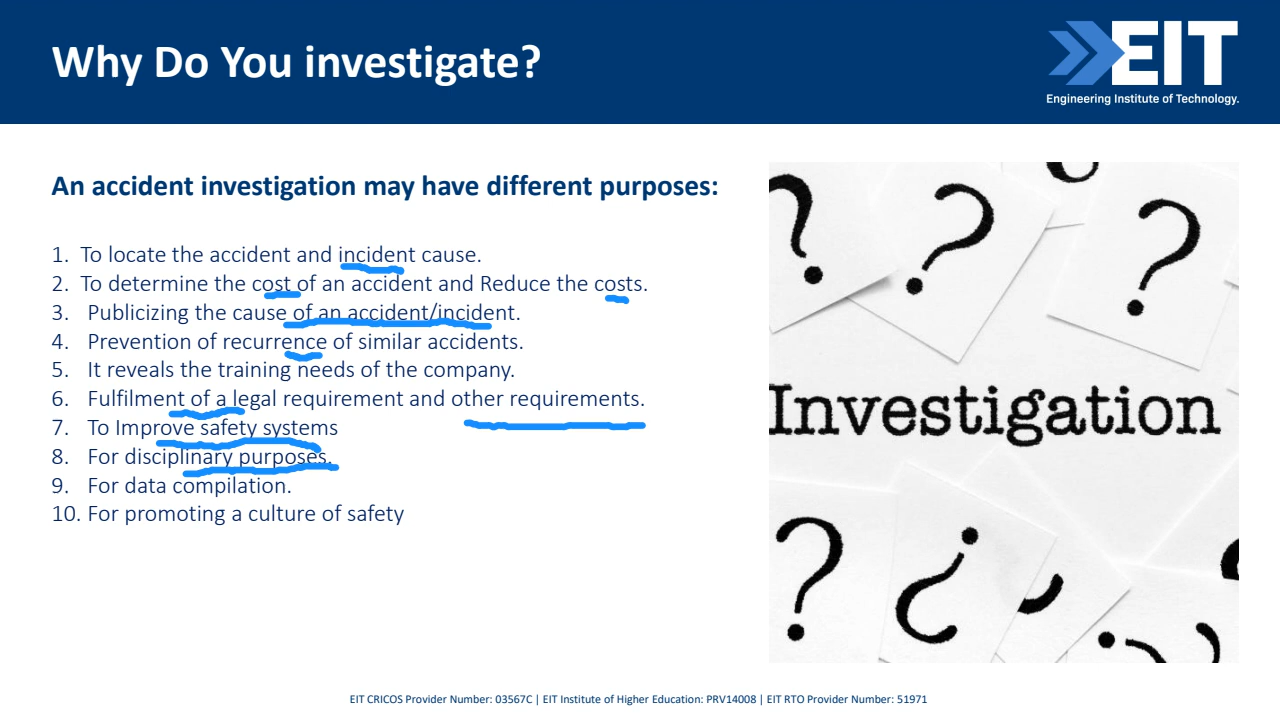 Why Do You investigate?
EIT
Engineering Institute of Technology.
An accident investigation may have different purposes:
1. To locate the accident and incident cause.
2. To determine the cost of an accident and Reduce the costs.
3. Publicizing the cause of an accident/incident.
4. Prevention of recurrence of similar accidents.
5. It reveals the training needs of the company.
6. Fulfilment of a legal requirement and other requirements.
7. To Improve safety systems
8. For disciplinary purposes.
9. For data compilation.
10. For promoting a culture of safety
? ? ?
Investigation
? ?
EIT CRICOS Provider Number: 03567C | EIT Institute of Higher Education: PRV14008 | EIT RTO Provider Number: 51971